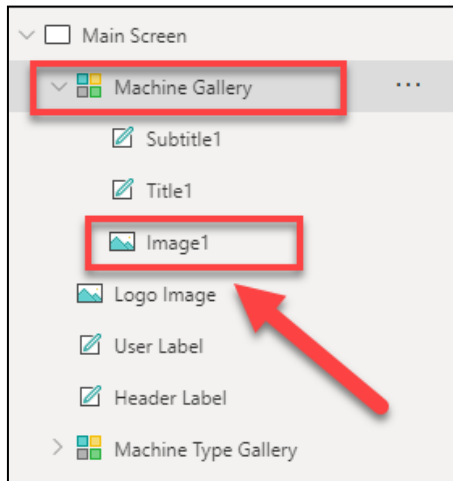 Main Screen
Machine Gallery
Subtitle1
Title1
Image1
Logo Image
User Label
Header Label
Machine Type Gallery